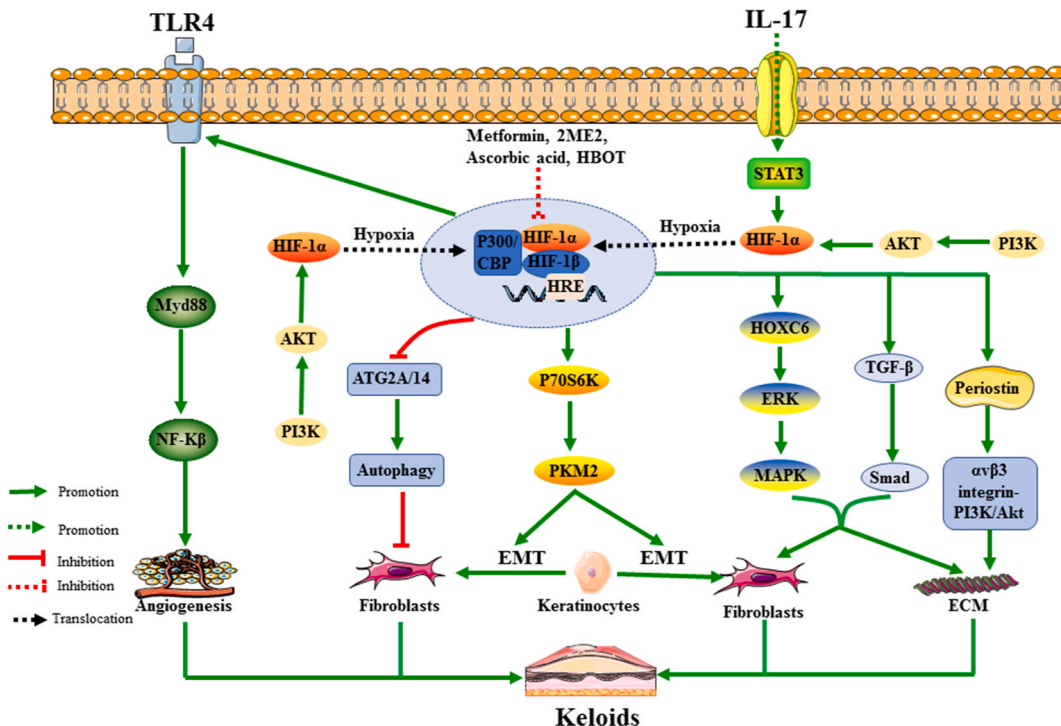 TLR4
IL-17
Metformin, 2ME2,
Ascorbic acid, HBOT
STAT3
HIF-1α
Hypoxia
P300/
CBP
HIF-1α
HIF-1β
HRE
Hypoxia
HIF-1α
AKT
PI3K
Myd88
AKT
ATG2A/14
P70S6K
HOXC6
TGF-β
Periostin
ERK
PI3K
NF-Kβ
Autophagy
PKM2
MAPK
Smad
αvβ3
integrin-
PI3K/Akt
Promotion
Promotion
Inhibition
Inhibition
Translocation
EMT
EMT
Angiogenesis
Fibroblasts
Keratinocytes
Fibroblasts
ECM
Keloids